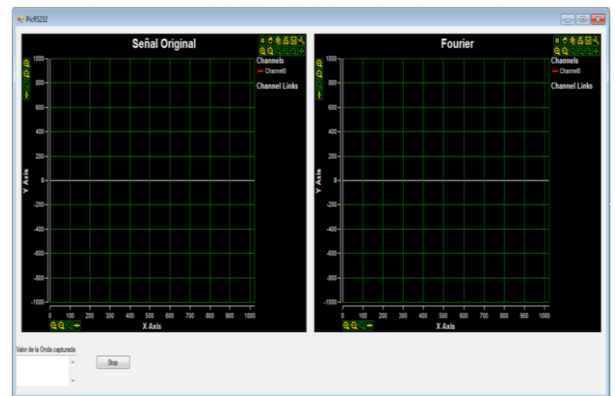 PicRS232
Señal Original
Channels
Channel0
Channel Links
1000
800
600
400
200
0
-200
-400
-600
-800
-1000
Y Axis
0 100 200 300 400 500 600 700 800 900 1000
X Axis
Fourier
Channels
Channel0
Channel Links
1000
800
600
400
200
0
-200
-400
-600
-800
-1000
Y Axis
0 100 200 300 400 500 600 700 800 900 1000
X Axis
Valor de la Onda capturada
Stop